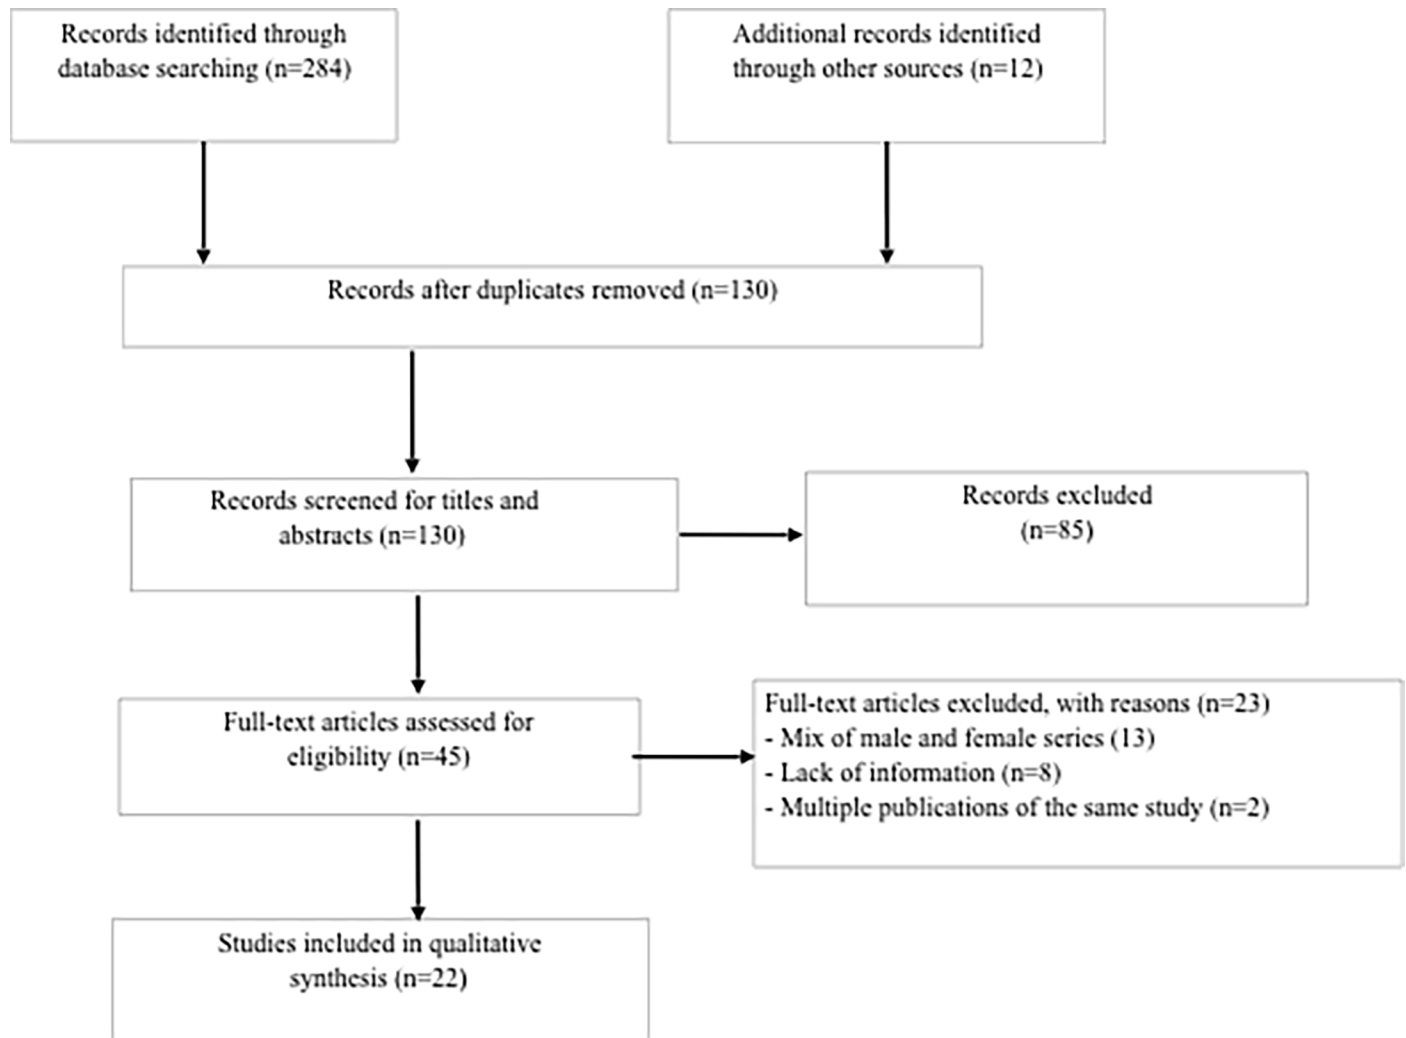 Records identified through
database searching (n=284)
Additional records identified
through other sources (n=12)
Records after duplicates removed (n=130)
Records screened for titles and
abstracts (n=130)
Records excluded
(n=85)
Full-text articles assessed for
eligibility (n=45)
Full-text articles excluded, with reasons (n=23)
- Mix of male and female series (13)
- Lack of information (n=8)
- Multiple publications of the same study (n=2)
Studies included in qualitative
synthesis (n=22)